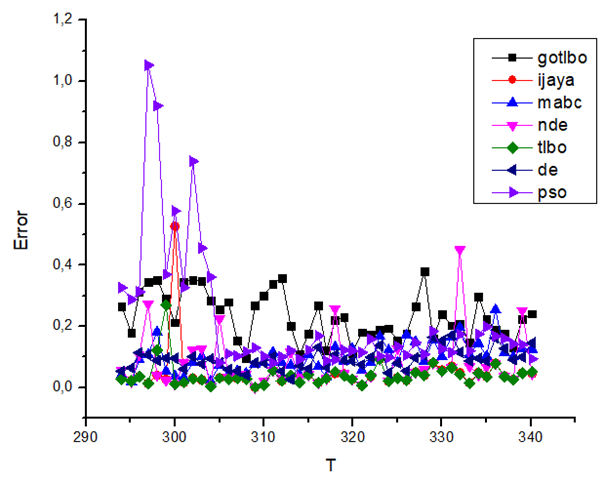 1,2
1,0
0,8
0,6
0,4
0,2
0,0
Error
290
300
310
320
330
340
350
T
gotlbo
ijaya
mabc
nde
tlbo
de
pso